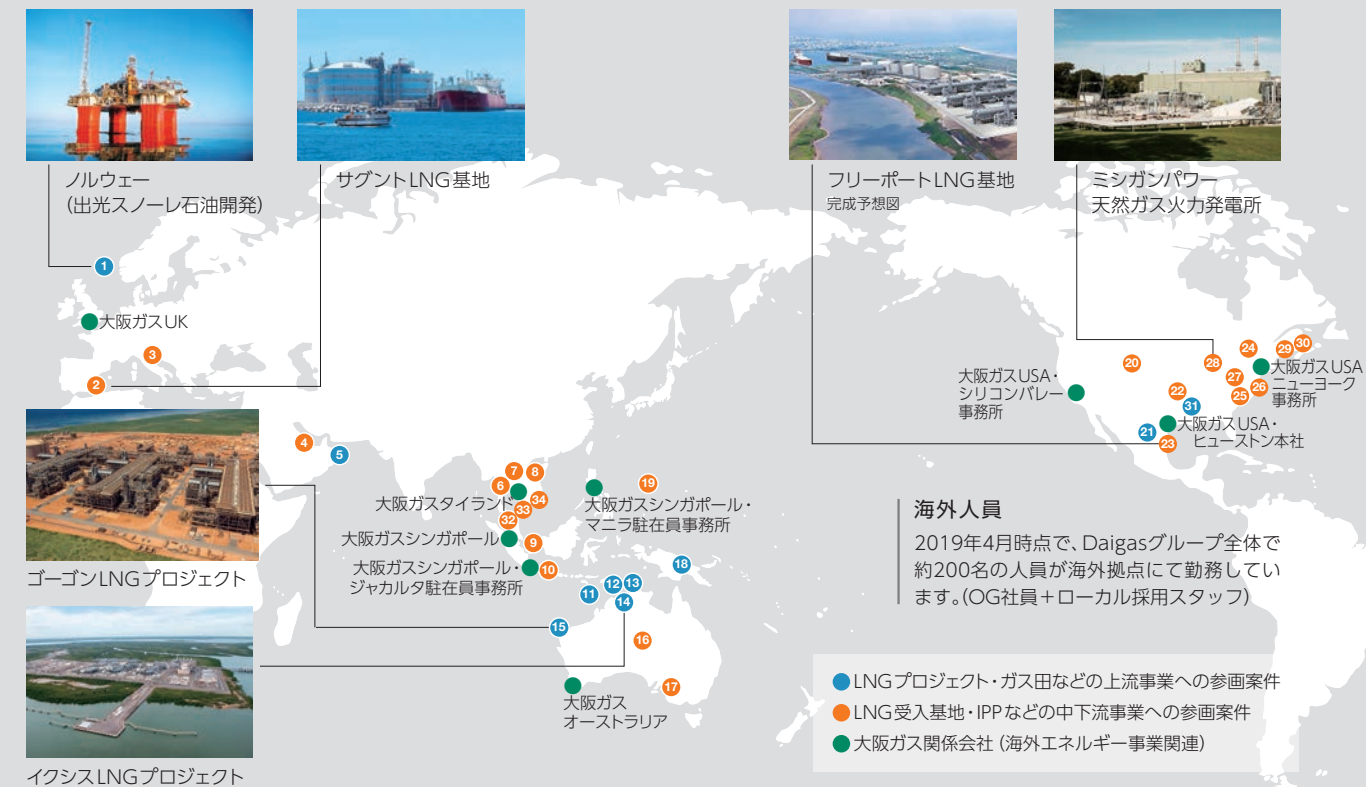 ノルウェー
（出光スノーレ石油開発）
サグントLNG基地
フリーポートLNG基地
完成予想図
ミシガンパワー
天然ガス火力発電所
1
大阪ガスUK
3
2
ゴーゴンLNGプロジェクト
イクシスLNGプロジェクト
4
5
7
8
6
大阪ガスタイランド
34
33
32
大阪ガスシンガポール
9
大阪ガスシンガポール・
ジャカルタ駐在員事務所
10
19
大阪ガスシンガポール・
マニラ駐在員事務所
18
11
12
13
14
15
16
17
大阪ガス
オーストラリア
20
28
24
29
30
大阪ガスUSA
ニューヨーク
事務所
27
26
25
22
31
大阪ガスUSA・
シリコンバレー
事務所
21
大阪ガスUSA・
ヒューストン本社
23
海外人員
2019年4月時点で、Daigasグループ全体で
約200名の人員が海外拠点にて勤務してい
ます。（OG社員＋ローカル採用スタッフ）
LNGプロジェクト・ガス田などの上流事業への参画案件
LNG受入基地・IPPなどの中下流事業への参画案件
大阪ガス関係会社（海外エネルギー事業関連）